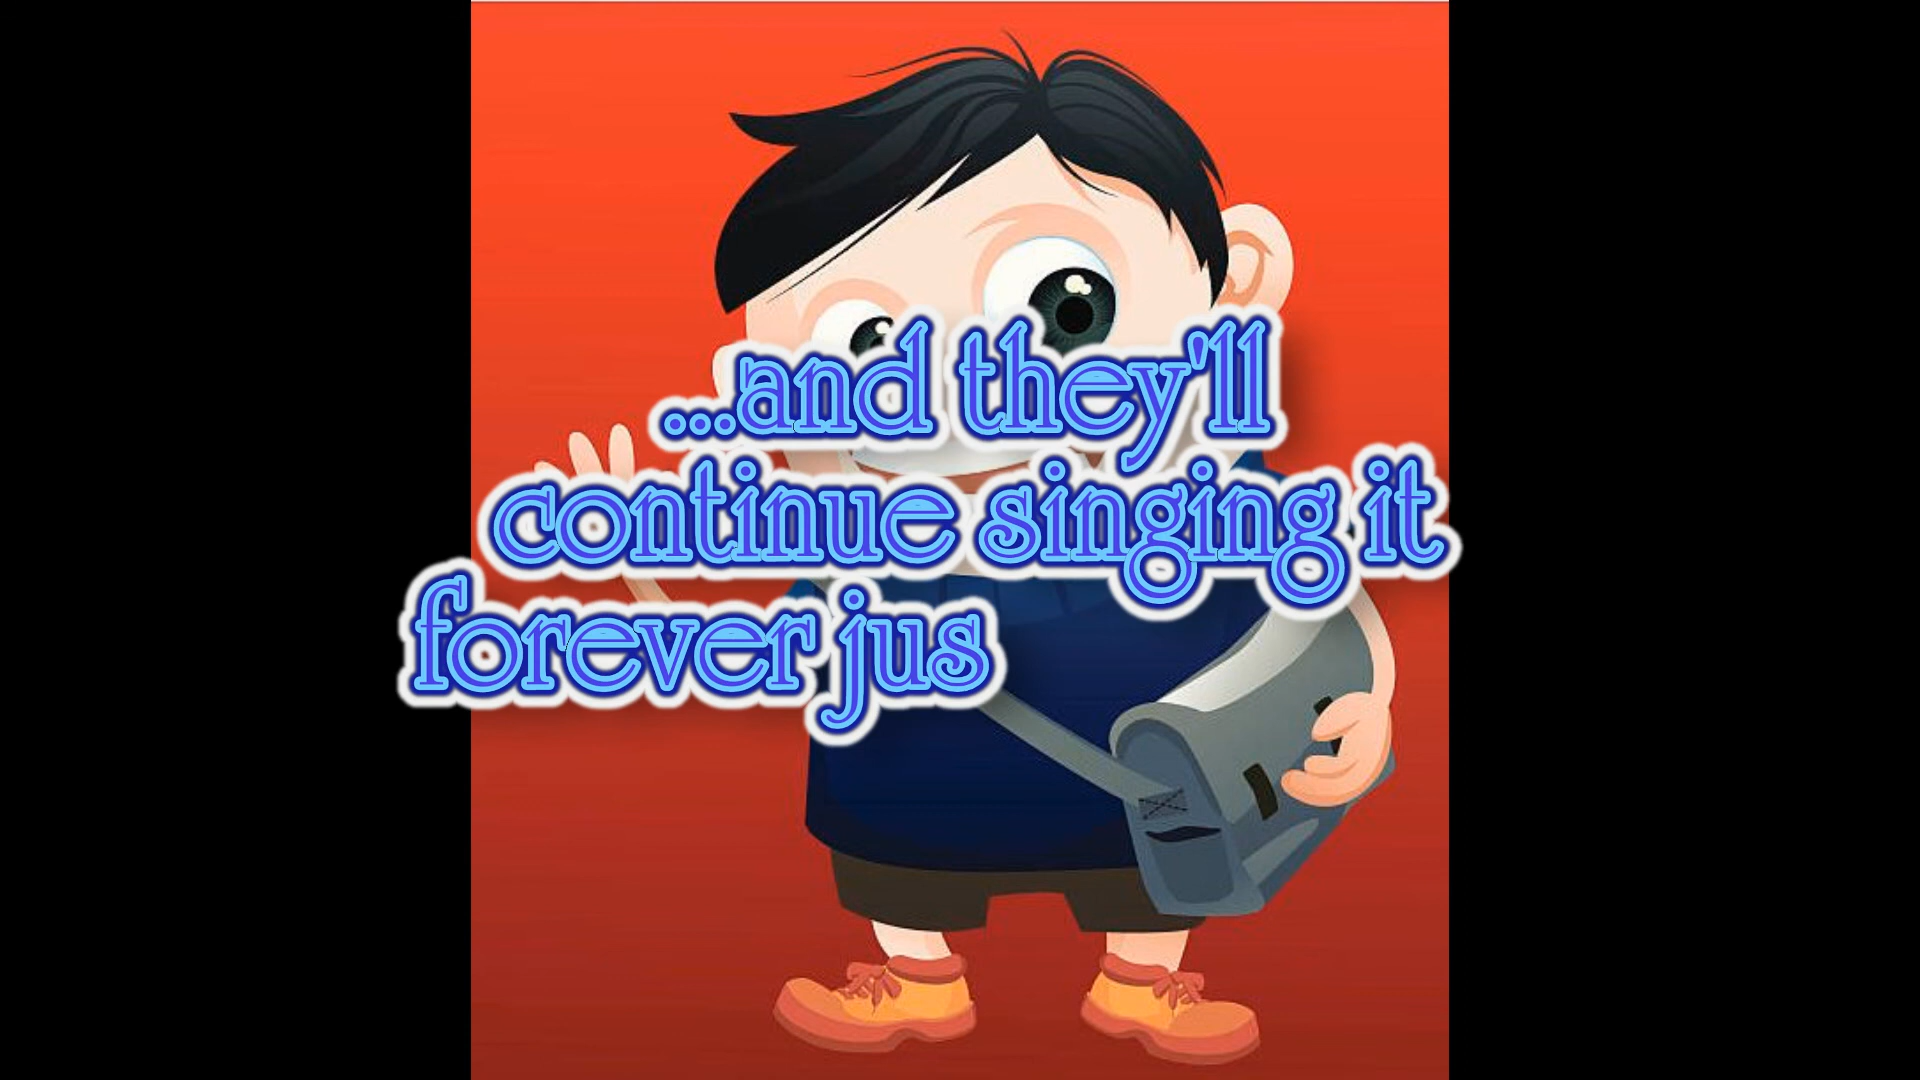 ...and they'll
continue singing it
forever jus